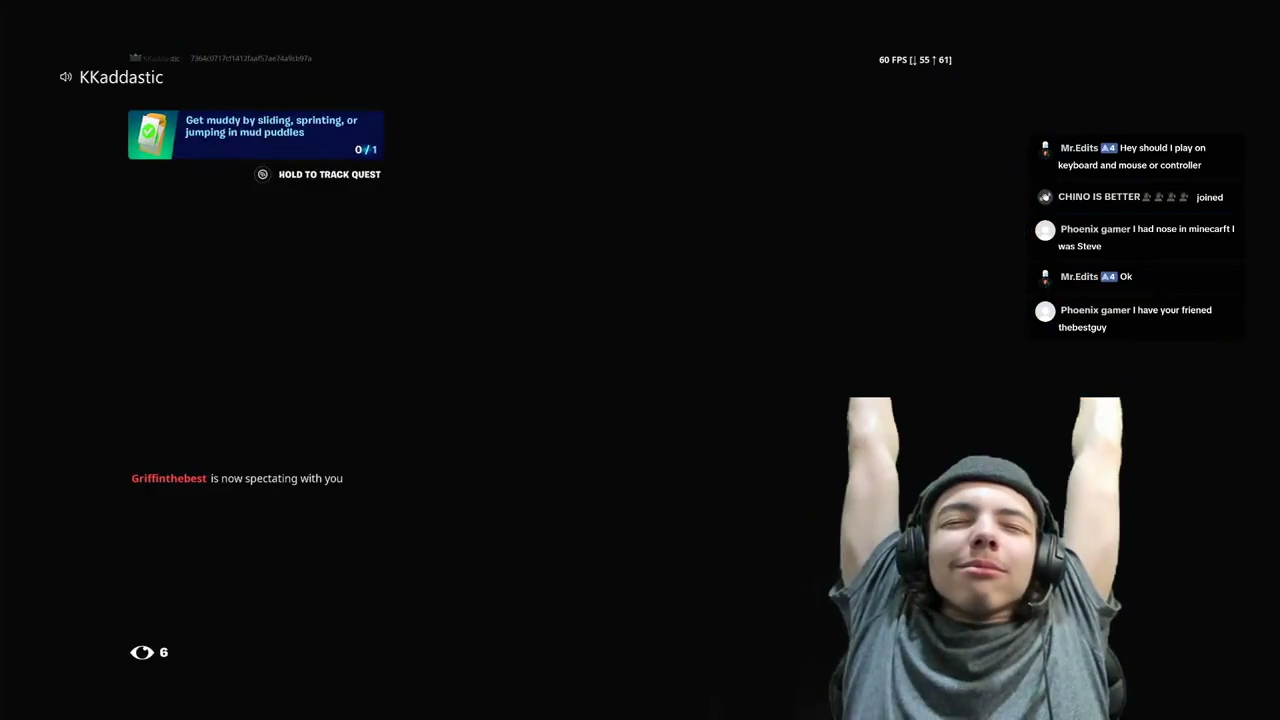 7364c0717cf1412faaf57ae74a9cb97a
KKaddastic
60 FPS [↓ 55 ↑ 61]
Get muddy by sliding, sprinting, or
jumping in mud puddles
0 / 1
HOLD TO TRACK QUEST
Mr.Edits 4 Hey should I play on
keyboard and mouse or controller
CHINO IS BETTER joined
Phoenix gamer I had nose in minecarft I
was Steve
Mr.Edits 4 Ok
Phoenix gamer I have your friened
thebestguy
Griffinthebest is now spectating with you
6